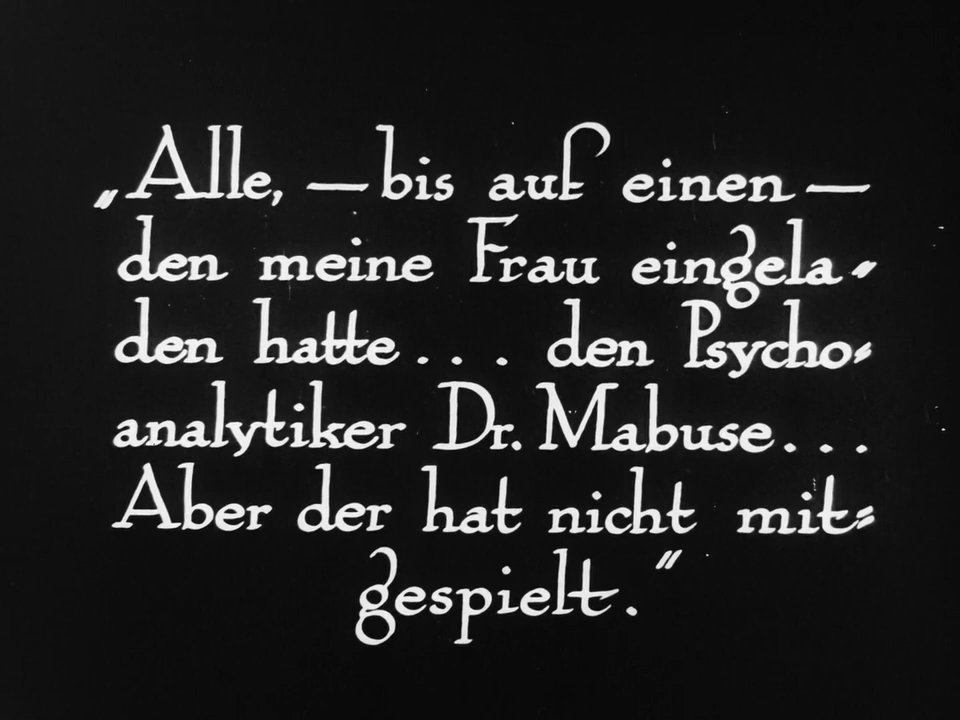 „Alle, — bis auf einen —
den meine Frau eingela-
den hatte... den Psycho-
analytiker Dr. Mabuse...
Aber der hat nicht mit-
gespielt.“